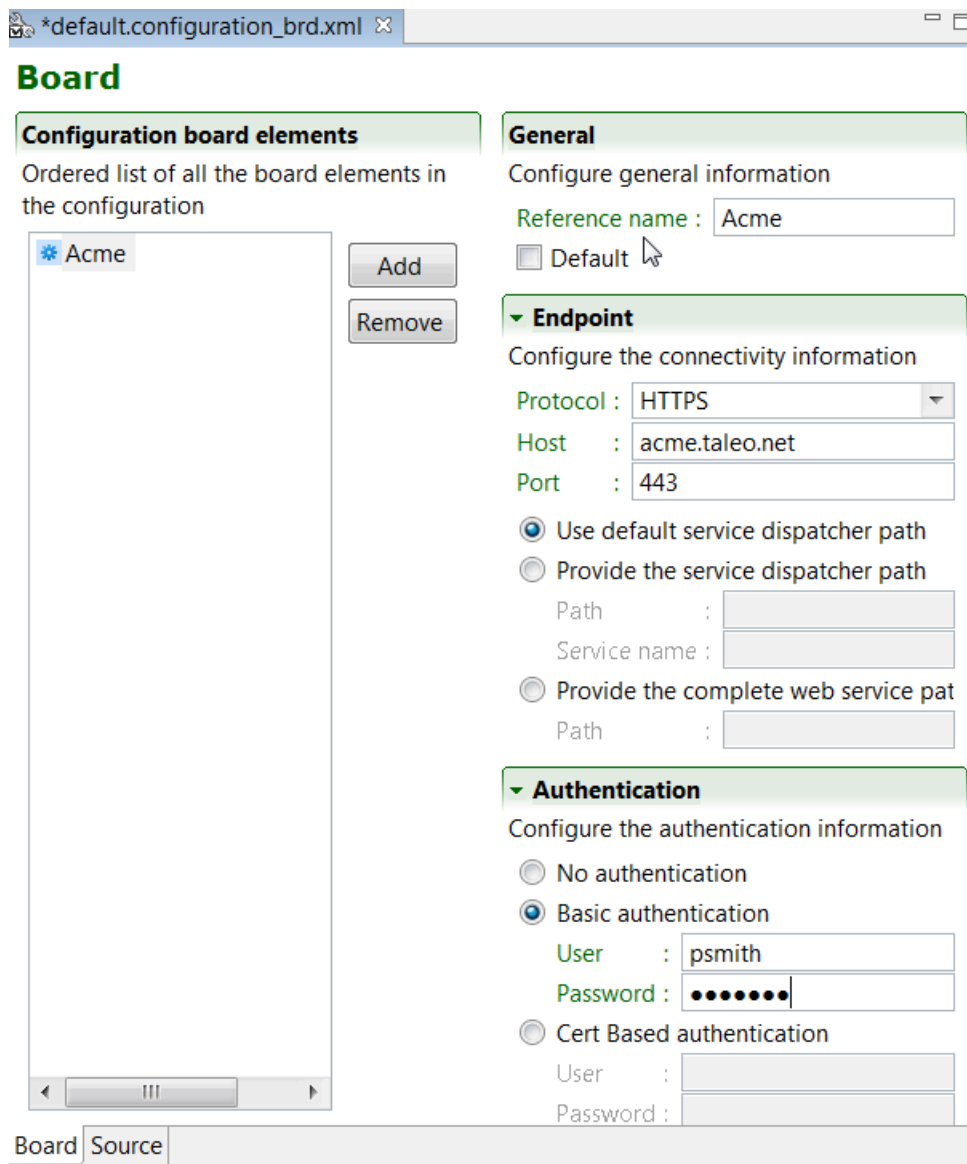 *default.configuration_brd.xml
Board
Configuration board elements
Ordered list of all the board elements in
the configuration
Acme
Add
Remove
General
Configure general information
Reference name : Acme
Default
Endpoint
Configure the connectivity information
Protocol : HTTPS
Host : acme.taleo.net
Port : 443
Use default service dispatcher path
Provide the service dispatcher path
Path :
Service name :
Provide the complete web service pat
Path :
Authentication
Configure the authentication information
No authentication
Basic authentication
User : psmith
Password : ●●●●●●●
Cert Based authentication
User :
Password :
Board Source